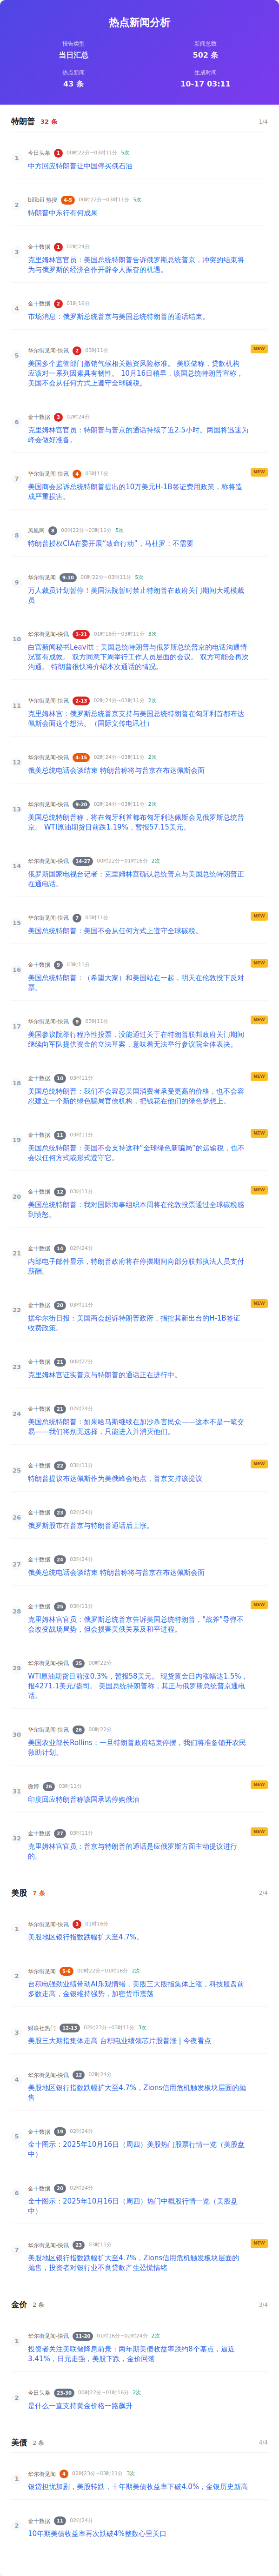 热点新闻分析
报告类型
当日汇总
新闻总数
502 条
热点新闻
43 条
生成时间
10-17 03:11
特朗普 32 条 1/4
1
今日头条 1 00时22分~03时11分 5次
中方回应特朗普让中国停买俄石油
2
bilibili 热搜 4-5 00时22分~03时11分 5次
特朗普中东行有何成果
3
金十数据 1 02时24分
克里姆林宫官员：美国总统特朗普告诉俄罗斯总统普京，冲突的结束将
为与俄罗斯的经济合作开辟令人振奋的机遇。
4
金十数据 2 01时16分
市场消息：俄罗斯总统普京与美国总统特朗普的通话结束。
5
华尔街见闻-快讯 2 03时11分
NEW
美国多个监管部门撤销气候相关融资风险标准。 美联储称，贷款机构
应该对一系列因素具有韧性。 10月16日稍早，该国总统特朗普宣称，
美国不会从任何方式上遵守全球碳税。
6
金十数据 3 02时24分
克里姆林宫官员：特朗普与普京的通话持续了近2.5小时。两国将迅速为
峰会做好准备。
7
华尔街见闻-快讯 4 03时11分
NEW
美国商会起诉总统特朗普提出的10万美元H-1B签证费用政策，称将造
成严重损害。
8
凤凰网 8 00时22分~03时11分 5次
特朗普授权CIA在委开展“致命行动”，马杜罗：不需要
9
华尔街见闻 9-10 00时22分~03时11分 5次
万人裁员计划暂停！美国法院暂时禁止特朗普在政府关门期间大规模裁
员
10
华尔街见闻-快讯 1-21 01时16分~03时11分 3次
白宫新闻秘书Leavitt：美国总统特朗普与俄罗斯总统普京的电话沟通情
况富有成效。 双方同意下周举行工作人员层面的会议。 双方可能会再次
沟通。 特朗普很快将介绍本次通话的情况。
11
华尔街见闻-快讯 2-13 02时24分~03时11分 2次
克里姆林宫：俄罗斯总统普京支持与美国总统特朗普在匈牙利首都布达
佩斯会面这个想法。（国际文传电讯社）
12
华尔街见闻-快讯 4-15 02时24分~03时11分 2次
俄美总统电话会谈结束 特朗普称将与普京在布达佩斯会面
13
华尔街见闻-快讯 9-20 02时24分~03时11分 2次
美国总统特朗普称，将在匈牙利首都布匈牙利达佩斯会见俄罗斯总统普
京。 WTI原油期货日前跌1.19%，暂报57.15美元。
14
华尔街见闻-快讯 14-27 00时22分~01时16分 2次
俄罗斯国家电视台记者：克里姆林宫确认总统普京与美国总统特朗普正
在通电话。
15
华尔街见闻-快讯 7 03时11分
NEW
美国总统特朗普：美国不会从任何方式上遵守全球碳税。
16
金十数据 9 03时11分
NEW
美国总统特朗普：（希望大家）和美国站在一起，明天在伦敦投下反对
票。
17
华尔街见闻-快讯 9 03时11分
NEW
美国参议院举行程序性投票，没能通过关于在特朗普联邦政府关门期间
继续向军队提供资金的立法草案，意味着无法举行参议院全体表决。
18
金十数据 10 03时11分
NEW
美国总统特朗普：我们不会容忍美国消费者承受更高的价格，也不会容
忍建立一个新的绿色骗局官僚机构，把钱花在他们的绿色梦想上。
19
金十数据 11 03时11分
NEW
美国总统特朗普：美国不会支持这种“全球绿色新骗局”的运输税，也不
会以任何方式或形式遵守它。
20
金十数据 12 03时11分
NEW
美国总统特朗普：我对国际海事组织本周将在伦敦投票通过全球碳税感
到愤怒。
21
金十数据 14 02时24分
内部电子邮件显示，特朗普政府将在停摆期间向部分联邦执法人员支付
薪酬。
22
金十数据 20 03时11分
NEW
据华尔街日报：美国商会起诉特朗普政府，指控其新出台的H-1B签证
收费政策。
23
金十数据 21 00时22分
克里姆林宫证实普京与特朗普的通话正在进行中。
24
金十数据 21 02时24分
美国总统特朗普：如果哈马斯继续在加沙杀害民众——这本不是一笔交
易——我们将别无选择，只能进入并消灭他们。
25
金十数据 22 03时11分
NEW
特朗普提议布达佩斯作为美俄峰会地点，普京支持该提议
26
金十数据 23 02时24分
俄罗斯股市在普京与特朗普通话后上涨。
27
金十数据 24 02时24分
俄美总统电话会谈结束 特朗普称将与普京在布达佩斯会面
28
金十数据 25 03时11分
NEW
克里姆林宫官员：俄罗斯总统普京告诉美国总统特朗普，“战斧”导弹不
会改变战场局势，但会损害美俄关系及和平进程。
29
华尔街见闻-快讯 25 00时22分
WTI原油期货日前涨0.3%，暂报58美元。 现货黄金日内涨幅达1.5%，
报4271.1美元/盎司。 美国总统特朗普称，其正与俄罗斯总统普京通电
话。
30
华尔街见闻-快讯 26 00时22分
美国农业部长Rollins：一旦特朗普政府结束停摆，我们将准备铺开农民
救助计划。
31
微博 26 03时11分
NEW
印度回应特朗普称该国承诺停购俄油
32
金十数据 27 03时11分
NEW
克里姆林宫官员：普京与特朗普的通话是应俄罗斯方面主动提议进行
的。
美股 7 条 2/4
1
华尔街见闻-快讯 3 01时16分
美股地区银行指数跌幅扩大至4.7%。
2
华尔街见闻 5-6 00时22分~01时16分 2次
台积电强劲业绩带动AI乐观情绪，美股三大股指集体上涨，科技股盘前
多数走高，金银维持强势，加密货币震荡
3
财联社热门 12-13 02时23分~03时11分 3次
美股三大期指集体走高 台积电业绩领芯片股普涨 | 今夜看点
4
华尔街见闻-快讯 12 02时24分
美股地区银行指数跌幅扩大至4.7%，Zions信用危机触发板块层面的抛
售
5
金十数据 19 02时24分
金十图示：2025年10月16日（周四）美股热门股票行情一览（美股盘
中）
6
金十数据 20 02时24分
金十图示：2025年10月16日（周四）热门中概股行情一览（美股盘
中）
7
华尔街见闻-快讯 23 03时11分
NEW
美股地区银行指数跌幅扩大至4.7%，Zions信用危机触发板块层面的
抛售，投资者对银行业不良贷款产生恐慌情绪
金价 2 条 3/4
1
华尔街见闻-快讯 11-20 01时16分~02时24分 2次
投资者关注美联储降息前景：两年期美债收益率跌约8个基点，逼近
3.41%，日元走强，美股下跌，金价回落
2
今日头条 23-30 00时22分~01时16分 2次
是什么一直支持黄金价格一路飙升
美债 2 条 4/4
1
华尔街见闻 4 02时23分~03时11分 3次
银贷担忧加剧，美股转跌，十年期美债收益率下破4.0%，金银历史新高
2
金十数据 11 02时24分
10年期美债收益率再次跌破4%整数心里关口